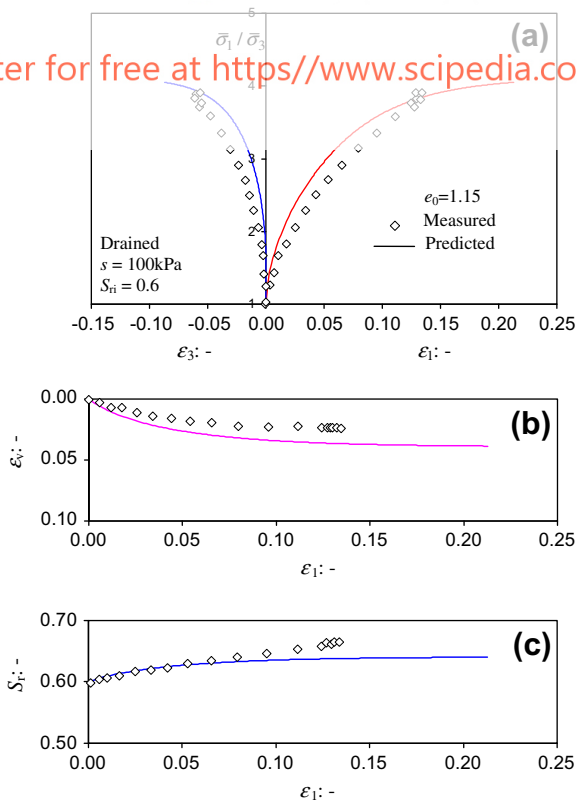 5
σ̅1 / σ̅3
(a)
ter for free at https://www.scipedia.co
4
3
e0=1.15
Measured
Predicted
2
Drained
s = 100kPa
Sri = 0.6
1
-0.15 -0.10 -0.05 0.00 0.05 0.10 0.15 0.20 0.25
ε3: - ε1: -
0.00
(b)
εv: -
0.05
0.10
0.00 0.05 0.10 0.15 0.20 0.25
ε1: -
0.70
(c)
Sr: -
0.60
0.50
0.00 0.05 0.10 0.15 0.20 0.25
ε1: -